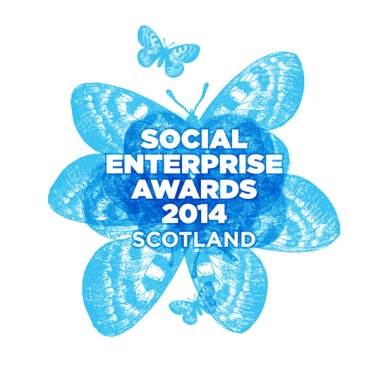 SOCIAL
ENTERPRISE
AWARDS
2014
SCOTLAND